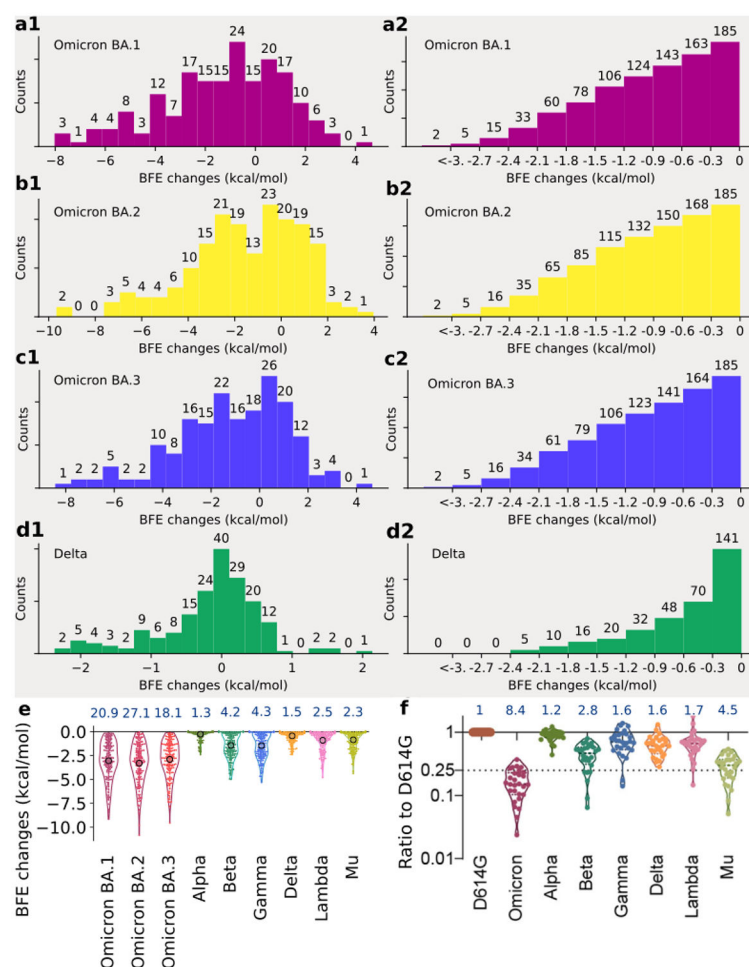 a1
Omicron BA.1
Counts
3 1 4 4 8 3 12 7 17 15 15 24 15 20 17 10 6 3 0 1
−8 −6 −4 −2 0 2 4
BFE changes (kcal/mol)
a2
Omicron BA.1
Counts
2 5 15 33 60 78 106 124 143 163 185
<-3. -2.7 -2.4 -2.1 -1.8 -1.5 -1.2 -0.9 -0.6 -0.3 0
BFE changes (kcal/mol)
b1
Omicron BA.2
Counts
2 0 0 3 5 4 4 6 10 15 21 19 13 23 20 19 15 3 2 1
−10 −8 −6 −4 −2 0 2 4
BFE changes (kcal/mol)
b2
Omicron BA.2
Counts
2 5 16 35 65 85 115 132 150 168 185
<-3. -2.7 -2.4 -2.1 -1.8 -1.5 -1.2 -0.9 -0.6 -0.3 0
BFE changes (kcal/mol)
c1
Omicron BA.3
Counts
1 2 2 5 2 2 10 8 16 15 22 16 18 26 20 12 3 4 0 1
−8 −6 −4 −2 0 2 4
BFE changes (kcal/mol)
c2
Omicron BA.3
Counts
2 5 16 34 61 79 106 123 141 164 185
<-3. -2.7 -2.4 -2.1 -1.8 -1.5 -1.2 -0.9 -0.6 -0.3 0
BFE changes (kcal/mol)
d1
Delta
Counts
2 5 4 3 2 9 6 8 15 24 40 29 20 12 1 0 2 2 0 1
−2 −1 0 1 2
BFE changes (kcal/mol)
d2
Delta
Counts
0 0 0 5 10 16 20 32 48 70 141
<-3. -2.7 -2.4 -2.1 -1.8 -1.5 -1.2 -0.9 -0.6 -0.3 0
BFE changes (kcal/mol)
e
20.9 27.1 18.1 1.3 4.2 4.3 1.5 2.5 2.3
BFE changes (kcal/mol)
0.0
−2.5
−5.0
−7.5
−10.0
Omicron BA.1
Omicron BA.2
Omicron BA.3
Alpha
Beta
Gamma
Delta
Lambda
Mu
f
1 8.4 1.2 2.8 1.6 1.6 1.7 4.5
Ratio to D614G
1
0.25
0.1
0.01
D614G
Omicron
Alpha
Beta
Gamma
Delta
Lambda
Mu